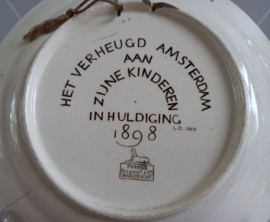 HET VERHEUGD AMSTERDAM
AAN
ZIJNE KINDEREN
IN HULDIGING
1898
MAASTRICHT